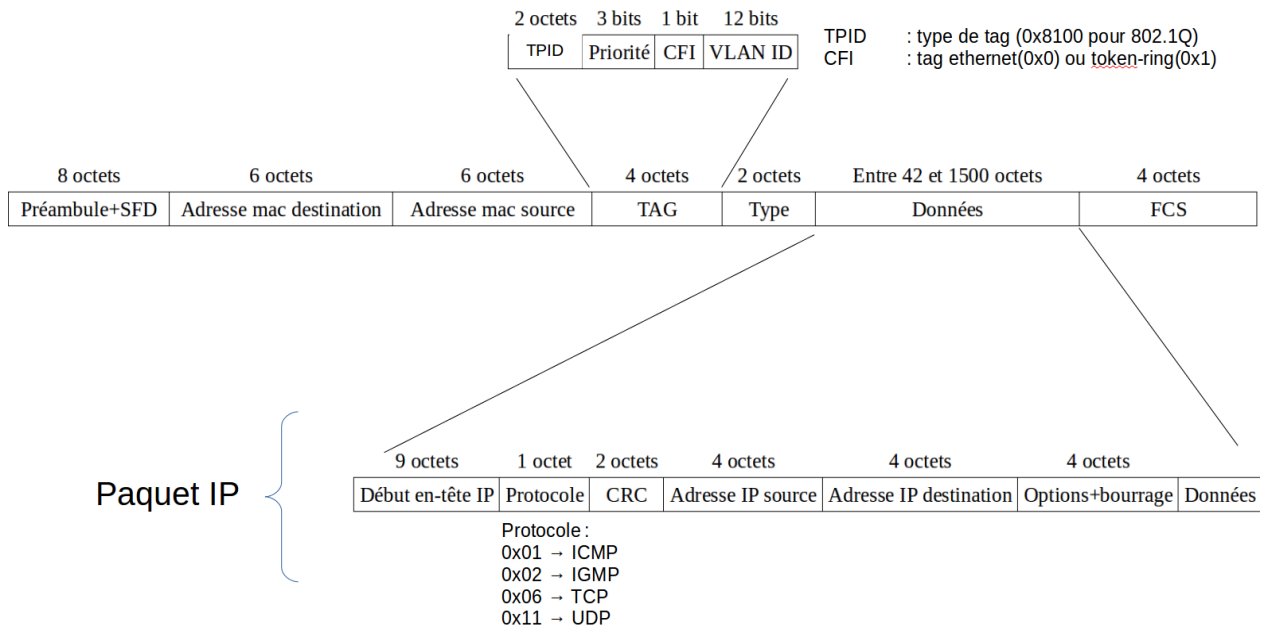 2 octets 3 bits 1 bit 12 bits
TPID Priorité CFI VLAN ID
TPID : type de tag (0x8100 pour 802.1Q)
CFI : tag ethernet(0x0) ou token-ring(0x1)
8 octets 6 octets 6 octets 4 octets 2 octets Entre 42 et 1500 octets 4 octets
Préambule+SFD Adresse mac destination Adresse mac source TAG Type Données FCS
Paquet IP
9 octets 1 octet 2 octets 4 octets 4 octets 4 octets
Début en-tête IP Protocole CRC Adresse IP source Adresse IP destination Options+bourrage Données
Protocole :
0x01 → ICMP
0x02 → IGMP
0x06 → TCP
0x11 → UDP